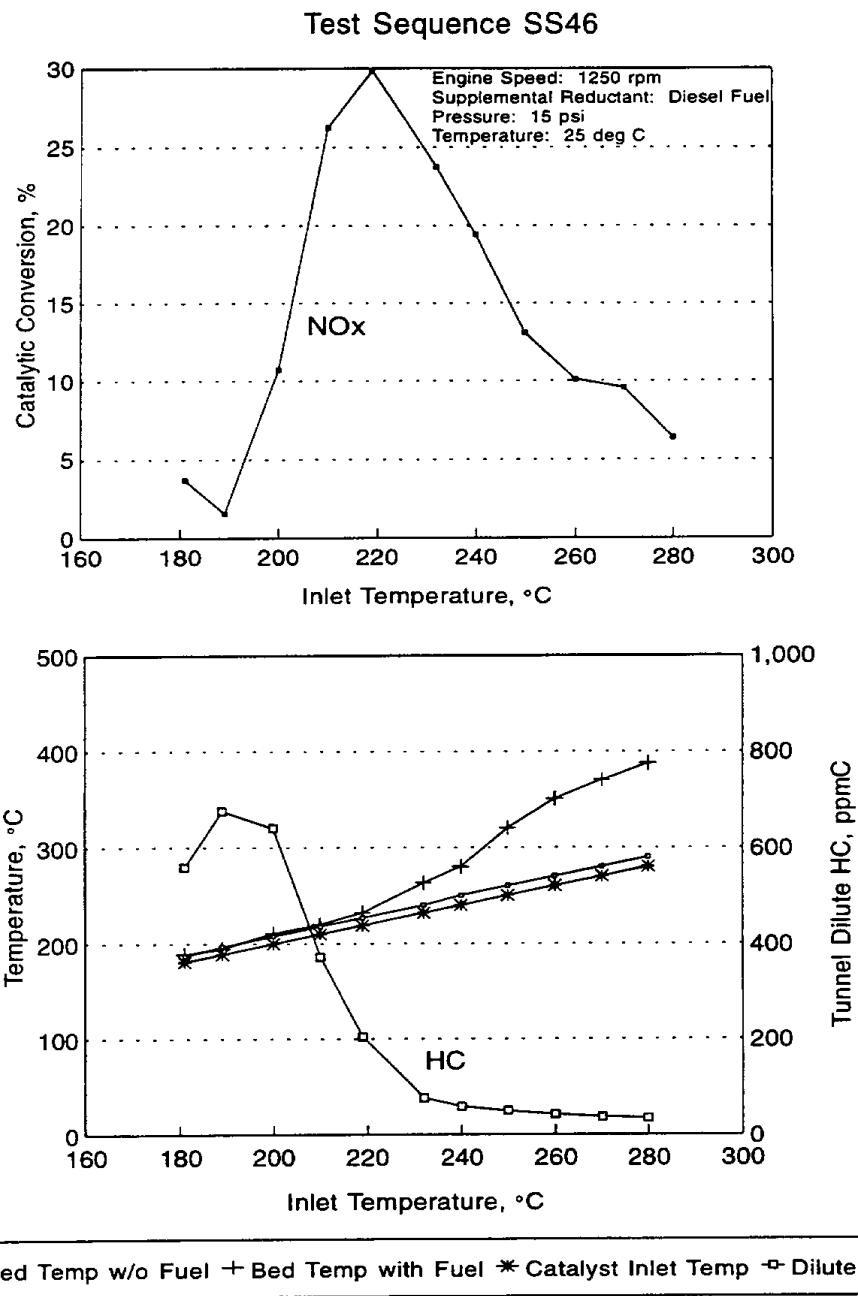 Test Sequence SS46
30
Engine Speed: 1250 rpm
Supplemental Reductant: Diesel Fuel
Pressure: 15 psi
Temperature: 25 deg C
25
20
15
10
5
0
Catalytic Conversion, %
NOx
160 180 200 220 240 260 280 300
Inlet Temperature, °C
500
400
300
200
100
0
Temperature, °C
1,000
800
600
400
200
0
Tunnel Dilute HC, ppmC
HC
160 180 200 220 240 260 280 300
Inlet Temperature, °C
ed Temp w/o Fuel Bed Temp with Fuel Catalyst Inlet Temp Dilute